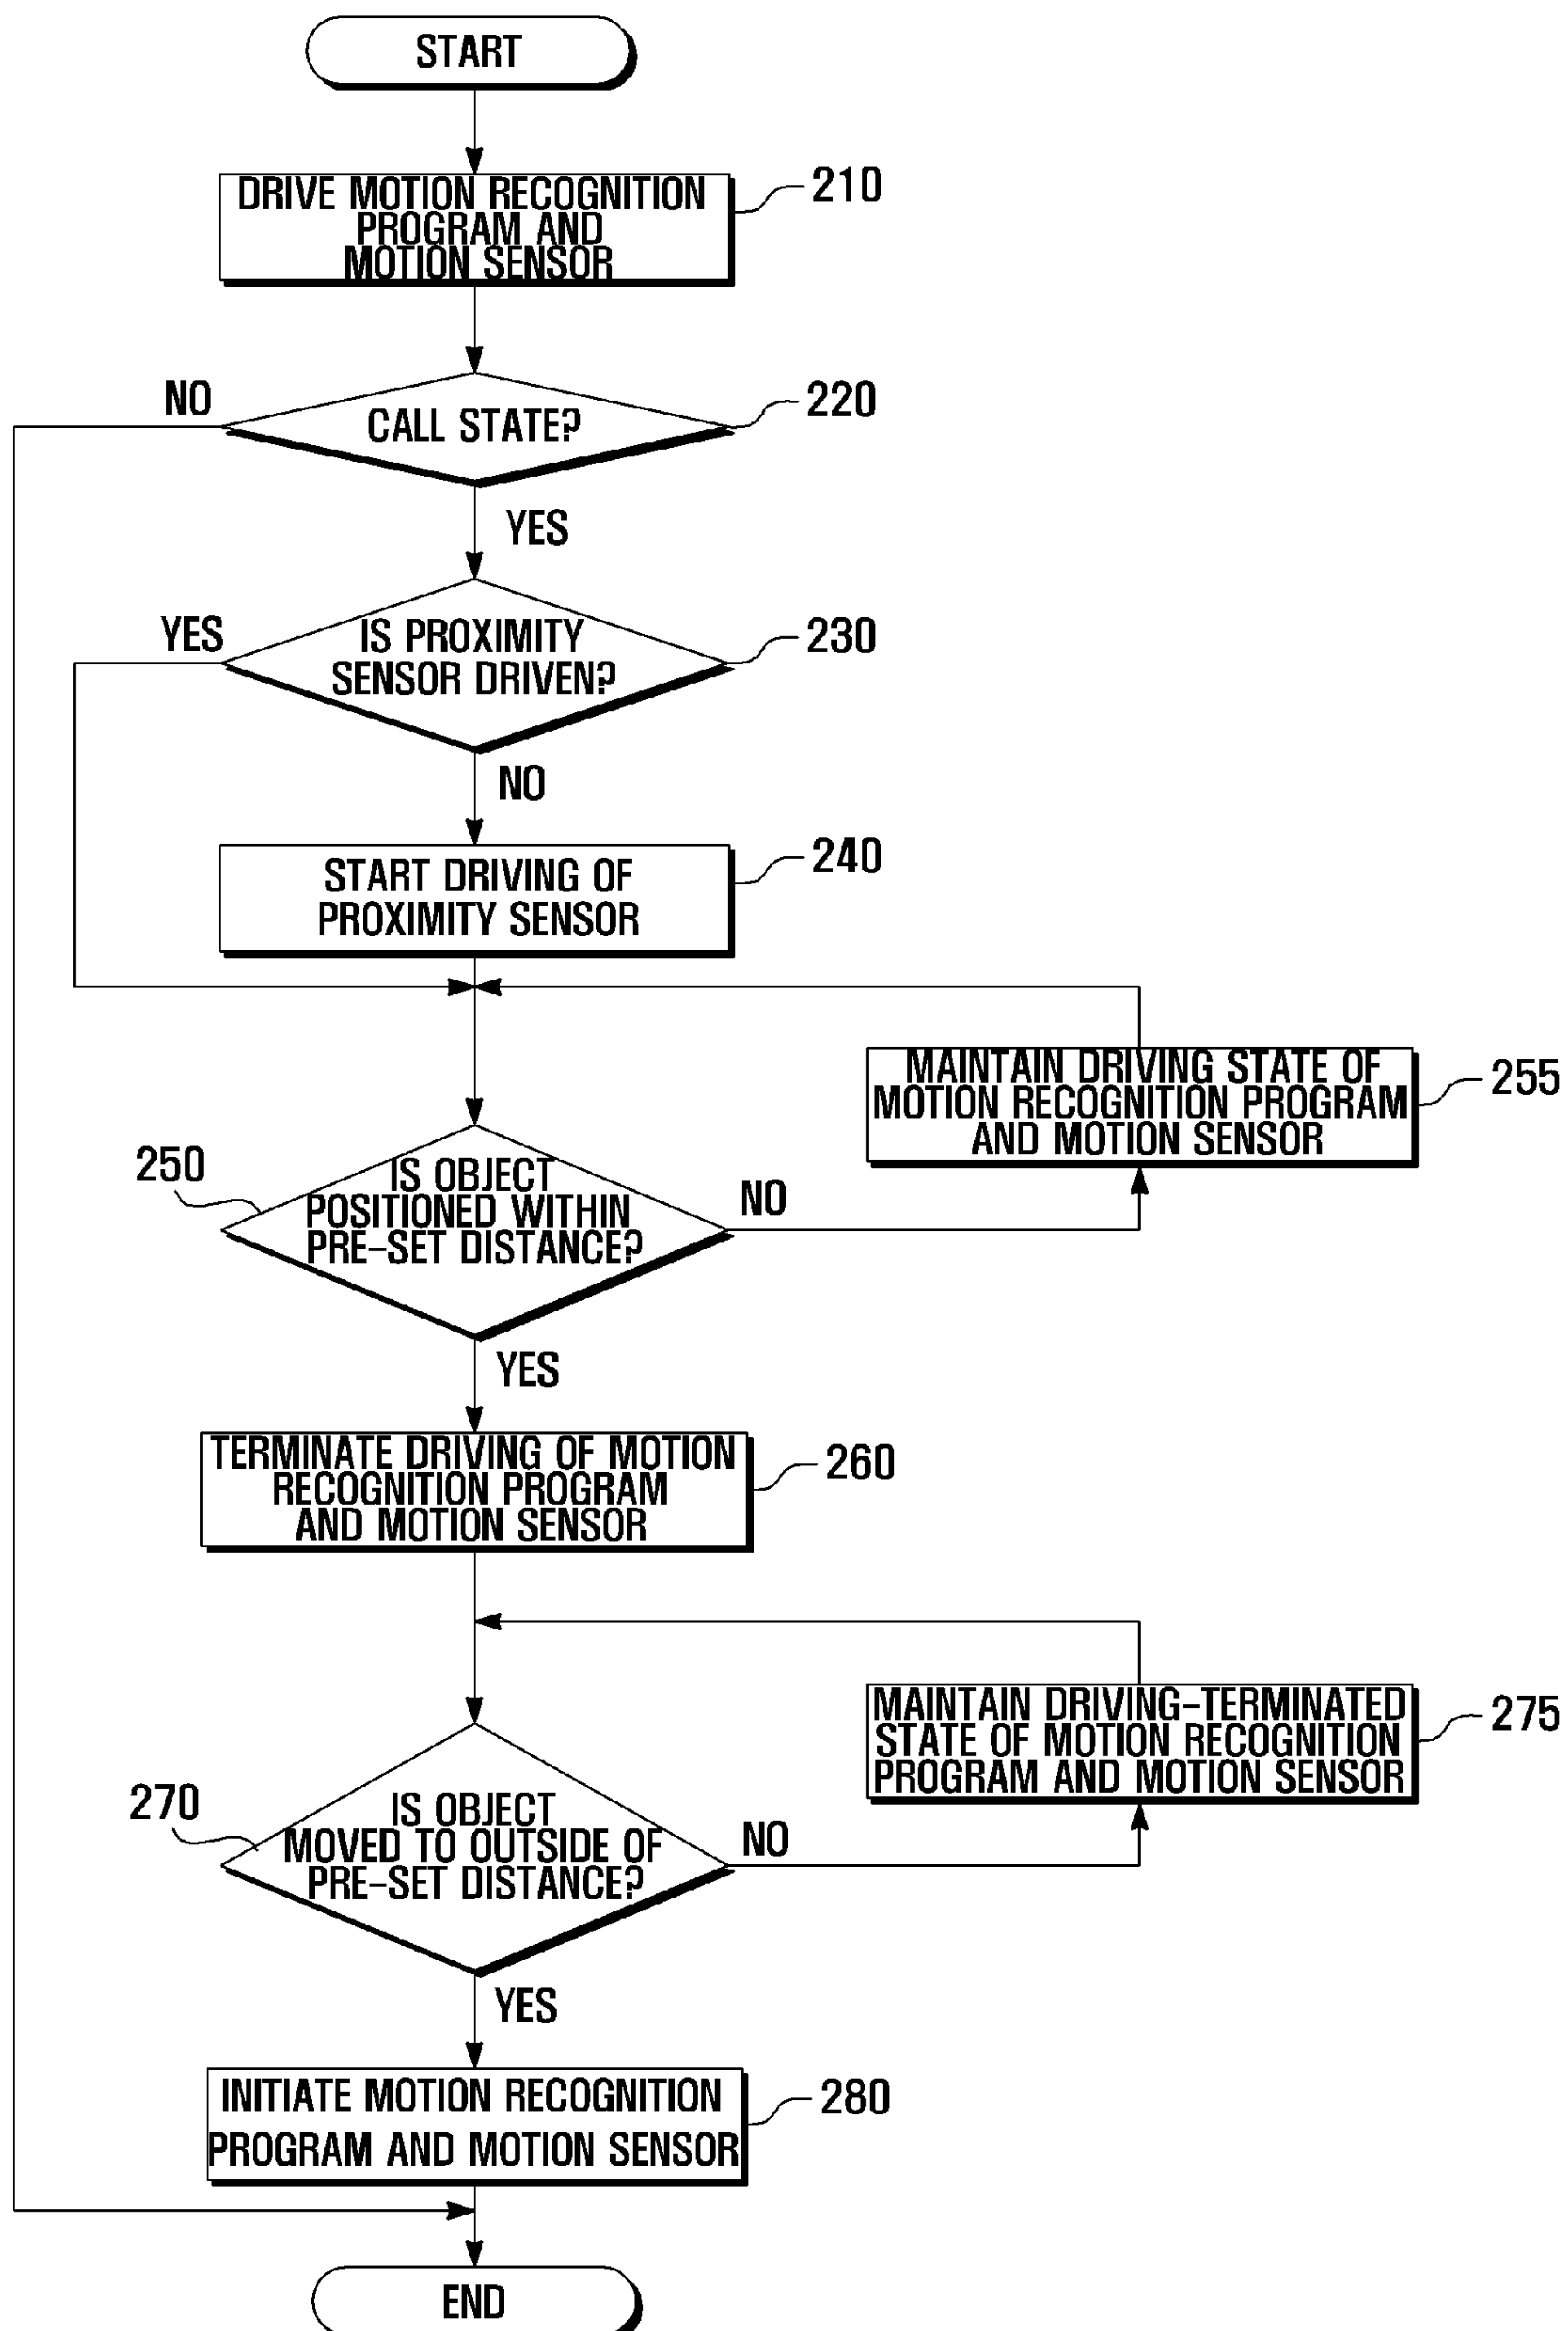 START
DRIVE MOTION RECOGNITION
PROGRAM AND
MOTION SENSOR
210
NO
CALL STATE?
220
YES
YES
IS PROXIMITY
SENSOR DRIVEN?
230
NO
START DRIVING OF
PROXIMITY SENSOR
240
MAINTAIN DRIVING STATE OF
MOTION RECOGNITION PROGRAM
AND MOTION SENSOR
255
250
IS OBJECT
POSITIONED WITHIN
PRE-SET DISTANCE?
NO
YES
TERMINATE DRIVING OF MOTION
RECOGNITION PROGRAM
AND MOTION SENSOR
260
MAINTAIN DRIVING-TERMINATED
STATE OF MOTION RECOGNITION
PROGRAM AND MOTION SENSOR
275
270
IS OBJECT
MOVED TO OUTSIDE OF
PRE-SET DISTANCE?
NO
YES
INITIATE MOTION RECOGNITION
PROGRAM AND MOTION SENSOR
280
END